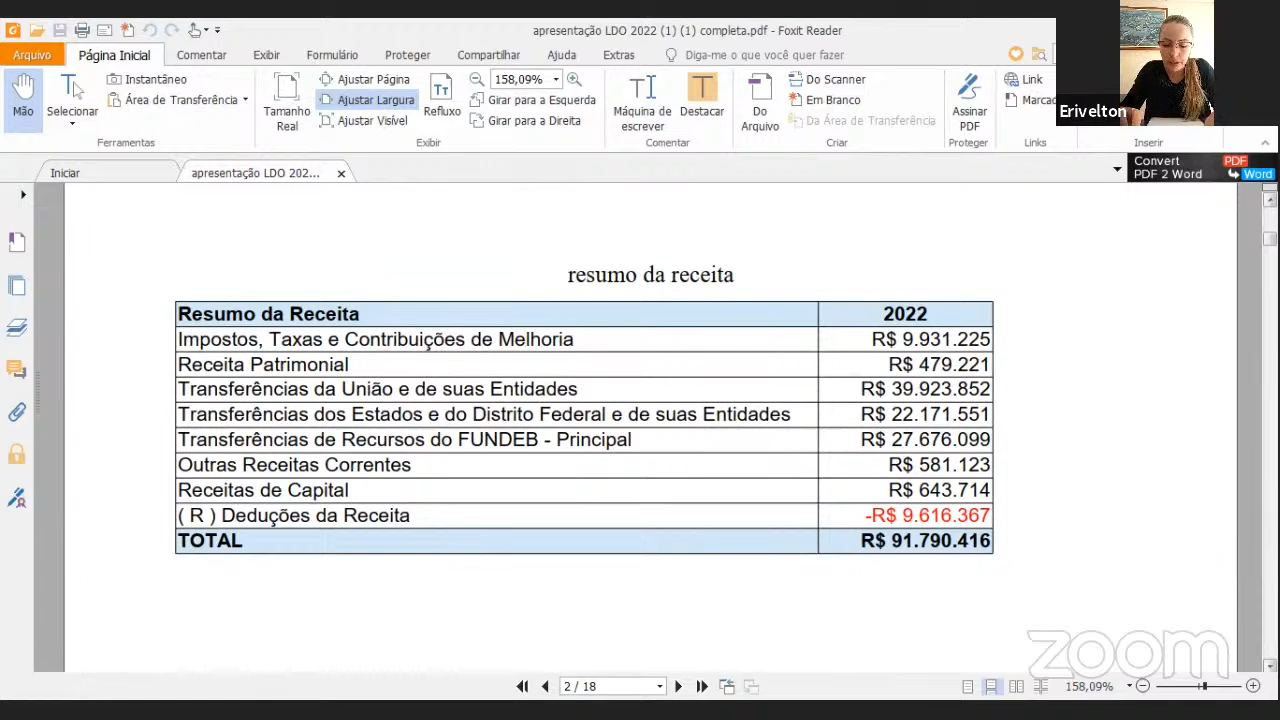 apresentação LDO 2022 (1) (1) completa.pdf - Foxit Reader
Arquivo Página Inicial Comentar Exibir Formulário Proteger Compartilhar Ajuda Extras Diga-me o que você quer fazer
Mão
Selecionar
Instantâneo
Área de Transferência
Ferramentas
Tamanho Real
Ajustar Página
Ajustar Largura
Ajustar Visível
Refluxo
158,09%
Girar para a Esquerda
Girar para a Direita
Exibir
Máquina de escrever
Destacar
Comentar
Do Arquivo
Do Scanner
Em Branco
Da Área de Transferência
Criar
Assinar PDF
Proteger
Link
Marcad
Links
Inserir
Erivelton
Iniciar
apresentação LDO 202...
Convert PDF
PDF 2 Word Word
resumo da receita
Resumo da Receita 2022
Impostos, Taxas e Contribuições de Melhoria R$ 9.931.225
Receita Patrimonial R$ 479.221
Transferências da União e de suas Entidades R$ 39.923.852
Transferências dos Estados e do Distrito Federal e de suas Entidades R$ 22.171.551
Transferências de Recursos do FUNDEB - Principal R$ 27.676.099
Outras Receitas Correntes R$ 581.123
Receitas de Capital R$ 643.714
( R ) Deduções da Receita -R$ 9.616.367
TOTAL R$ 91.790.416
zoom
2 / 18
158,09%